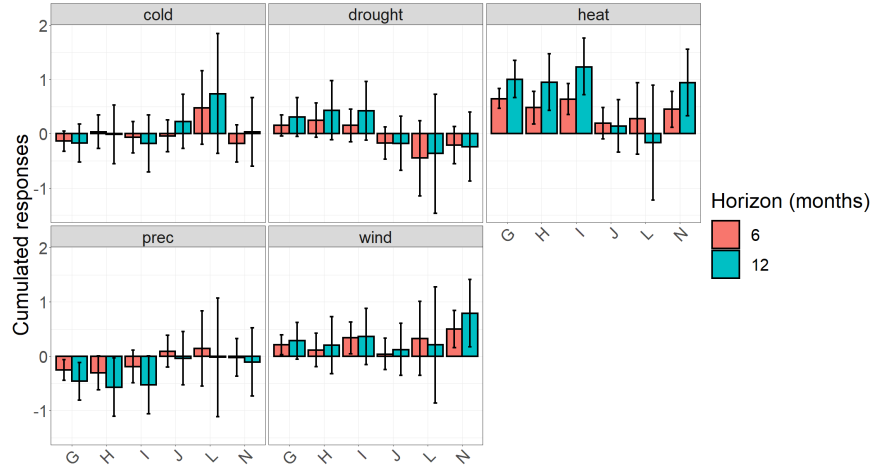 cold drought heat
2
1
0
-1
Cumulated responses
G H I J L N
prec wind
2
1
0
-1
G H I J L N G H I J L N
Horizon (months)
6
12